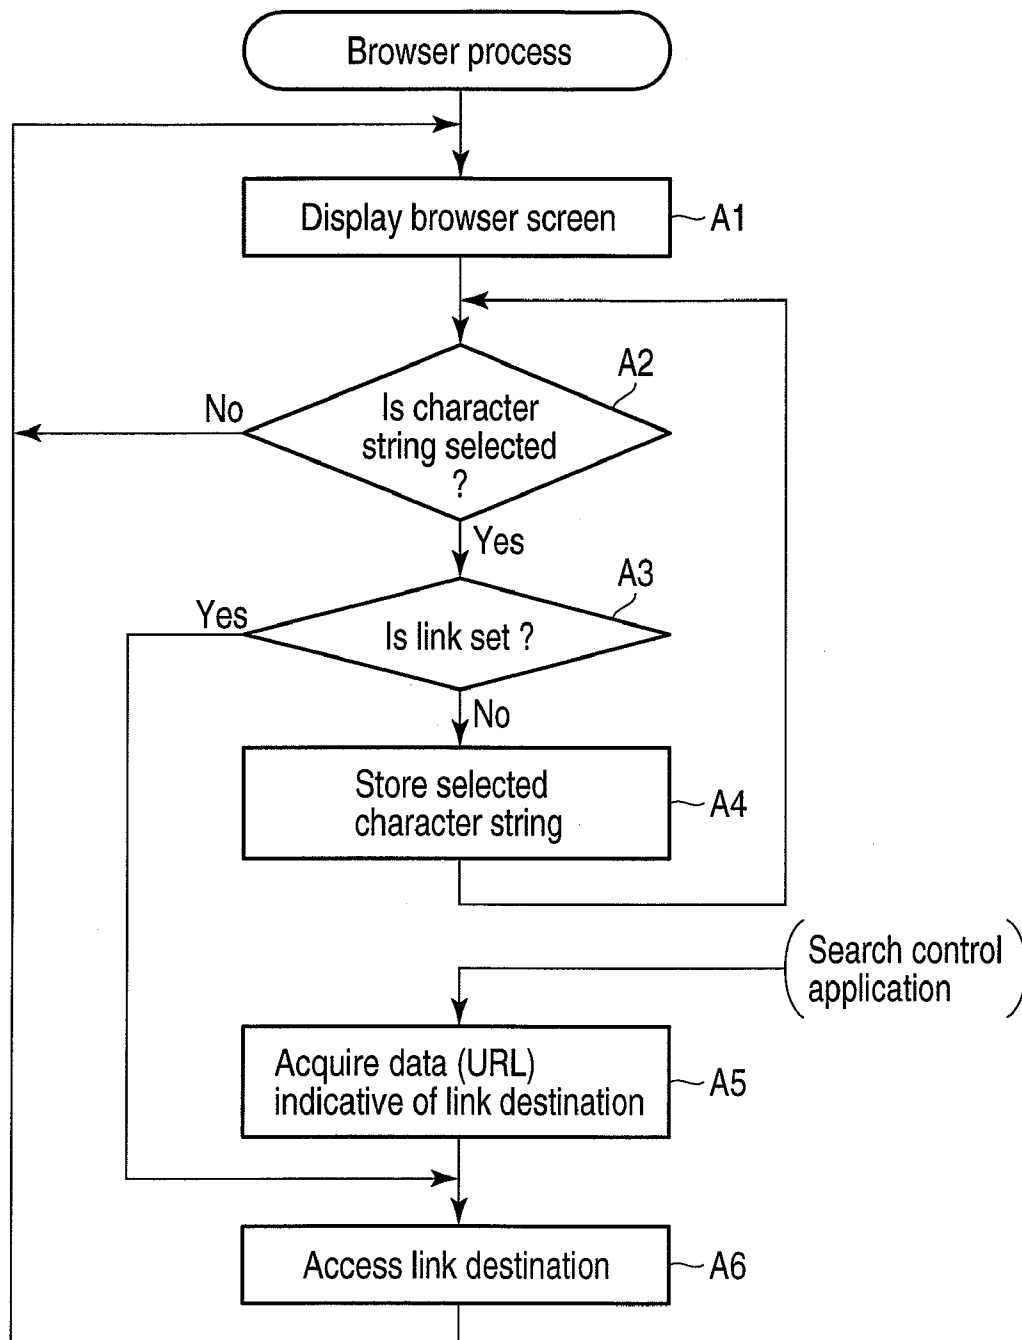 Browser process
Display browser screen
A1
A2
Is character
string selected
?
No
Yes
A3
Is link set ?
Yes
No
Store selected
character string
A4
Search control
application
Acquire data (URL)
indicative of link destination
A5
Access link destination
A6